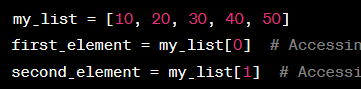 my_list = [10, 20, 30, 40, 50]
first_element = my_list[0]  # Accessin
second_element = my_list[1]  # Accessi